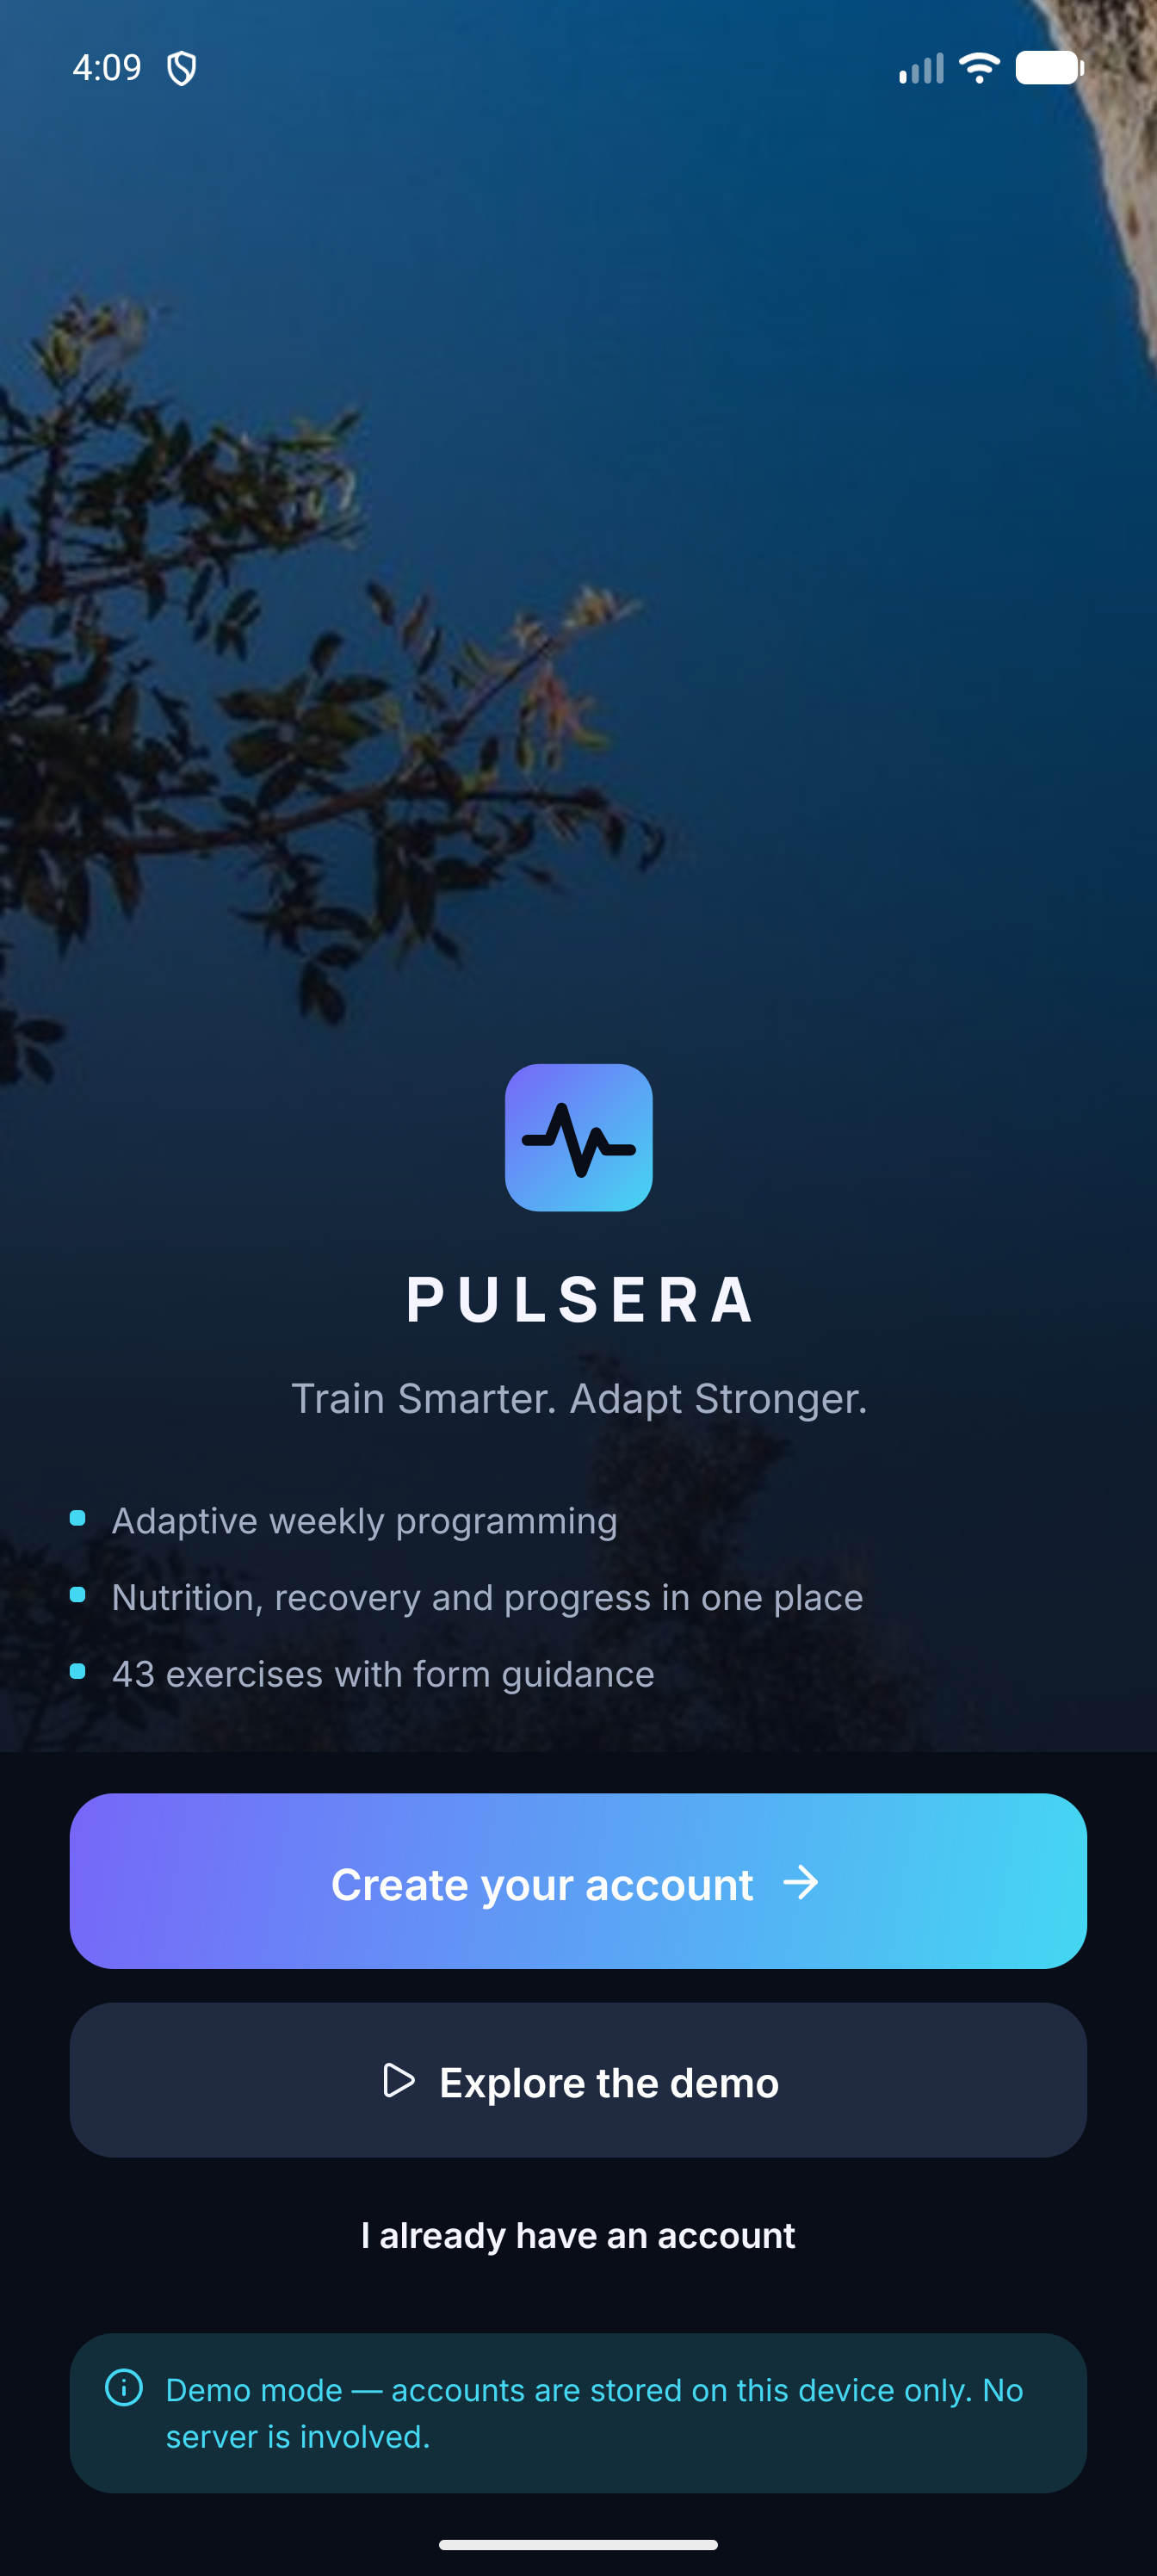 4:09
PULSERA
Train Smarter. Adapt Stronger.
Adaptive weekly programming
Nutrition, recovery and progress in one place
43 exercises with form guidance
Create your account
Explore the demo
I already have an account
Demo mode — accounts are stored on this device only. No
server is involved.